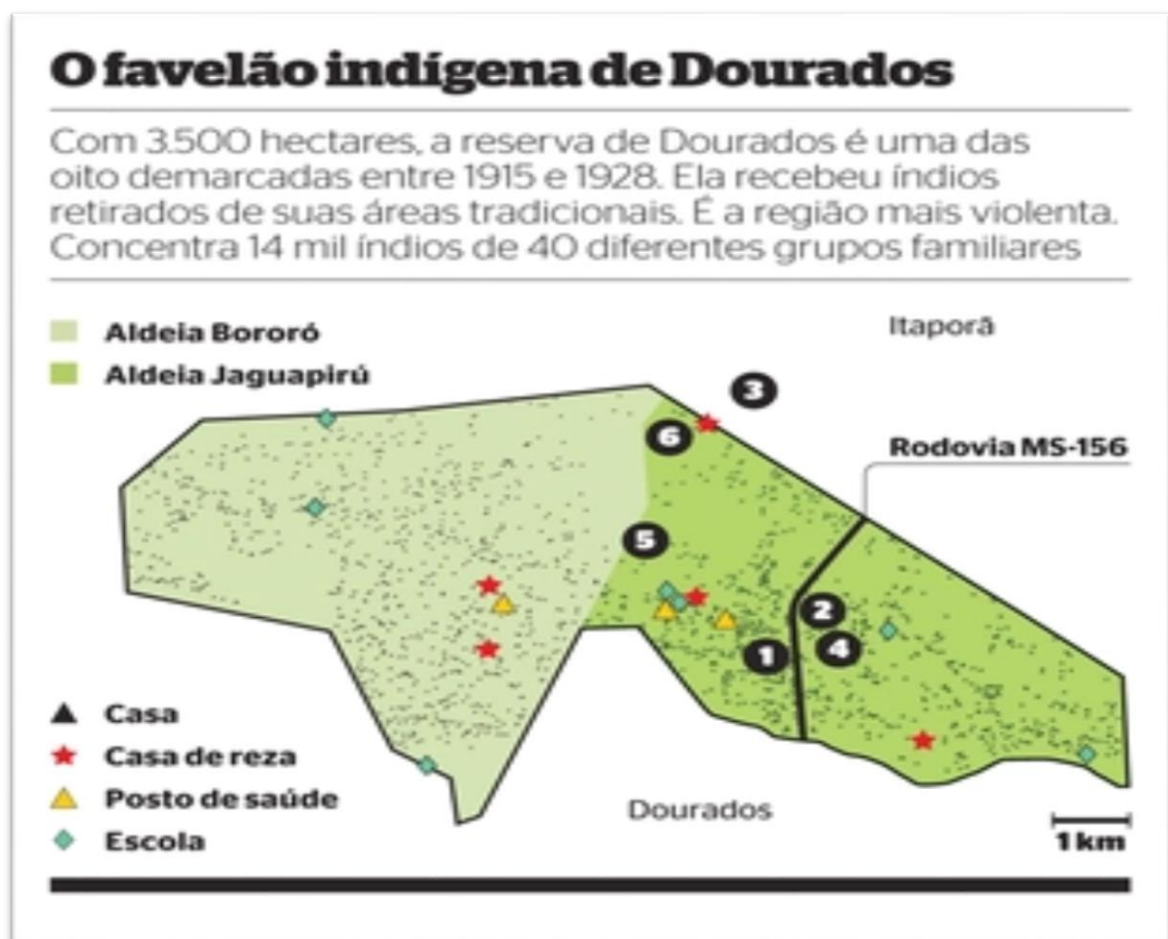 O favelão indígena de Dourados
Com 3.500 hectares, a reserva de Dourados é uma das
oito demarcadas entre 1915 e 1928. Ela recebeu índios
retirados de suas áreas tradicionais. É a região mais violenta.
Concentra 14 mil índios de 40 diferentes grupos familiares
Aldeia Bororó
Aldeia Jaguapirú
Itaporã
3
6
Rodovia MS-156
5
2
1
4
Casa
Casa de reza
Posto de saúde
Escola
Dourados
1 km